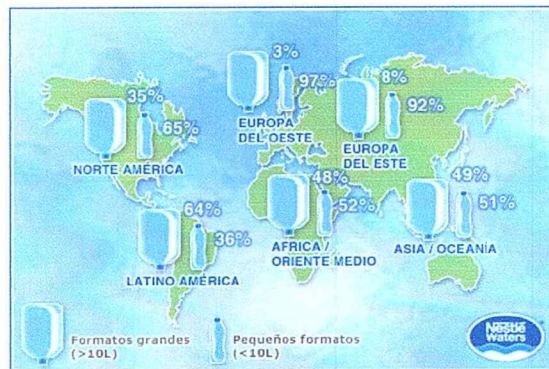 3%
97%
EUROPA
DEL OESTE
8%
92%
EUROPA
DEL ESTE
35%
65%
NORTE AMÉRICA
64%
36%
LATINO AMÉRICA
48%
52%
AFRICA /
ORIENTE MEDIO
49%
51%
ASIA / OCEANÍA
Formatos grandes
(>10L)
Pequeños formatos
(<10L)
Nestlé
Waters